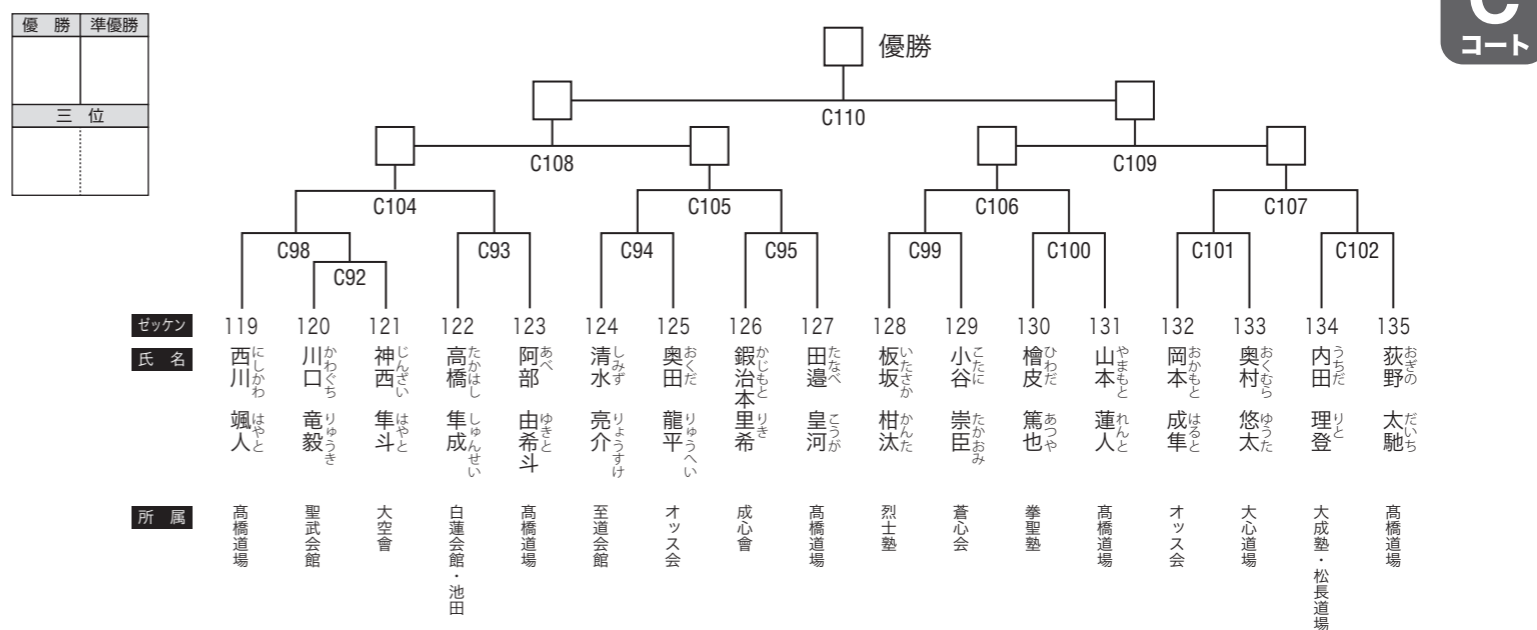 C
コート
優 勝 準優勝
三 位
優勝
C110
C108 C109
C104 C105 C106 C107
C98 C93 C94 C95 C99 C100 C101 C102
C92
ゼッケン 119 120 121 122 123 124 125 126 127 128 129 130 131 132 133 134 135
氏 名
西川 颯人 にしかわ はやと
川口 竜毅 かわぐち りゅうき
神西 隼斗 じんざい はやと
高橋 隼成 たかはし しゅんせい
阿部 由希斗 あべ ゆきと
清水 亮介 しみず りょうすけ
奥田 龍平 おくだ りゅうへい
鍜治本 里希 かじもと りき
田邉 皇河 たなべ こうが
板坂 柑汰 いたさか かんた
小谷 崇臣 こたに たかおみ
檜皮 篤也 ひわだ あつや
山本 蓮人 やまもと れんと
岡本 成隼 おかもと はると
奥村 悠太 おくむら ゆうた
内田 理登 うちだ りと
荻野 太馳 おぎの だいち
所 属
髙橋道場
聖武会館
大空會
白蓮会館・池田
髙橋道場
至道会館
オッス会
成心會
髙橋道場
烈士塾
蒼心会
拳聖塾
髙橋道場
オッス会
大心道場
大成塾・松長道場
髙橋道場